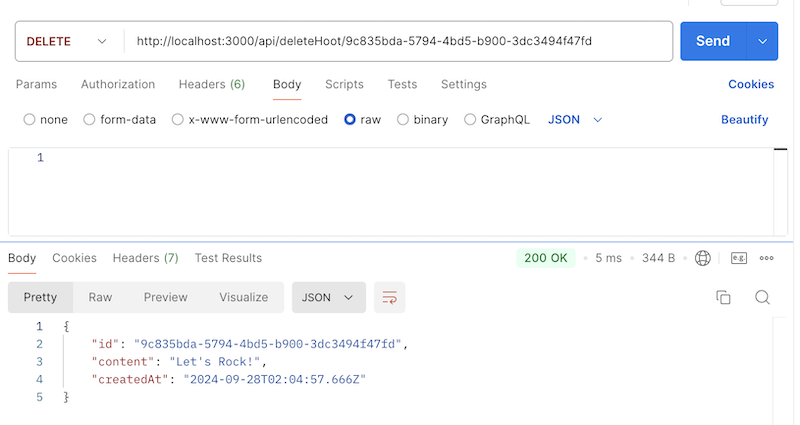 DELETE http://localhost:3000/api/deleteHoot/9c835bda-5794-4bd5-b900-3dc3494f47fd Send
Params Authorization Headers (6) Body Scripts Tests Settings Cookies
none form-data x-www-form-urlencoded raw binary GraphQL JSON Beautify
1
Body Cookies Headers (7) Test Results 200 OK • 5 ms • 344 B e.g. •••
Pretty Raw Preview Visualize JSON
1 {
2 "id": "9c835bda-5794-4bd5-b900-3dc3494f47fd",
3 "content": "Let's Rock!",
4 "createdAt": "2024-09-28T02:04:57.666Z"
5 }